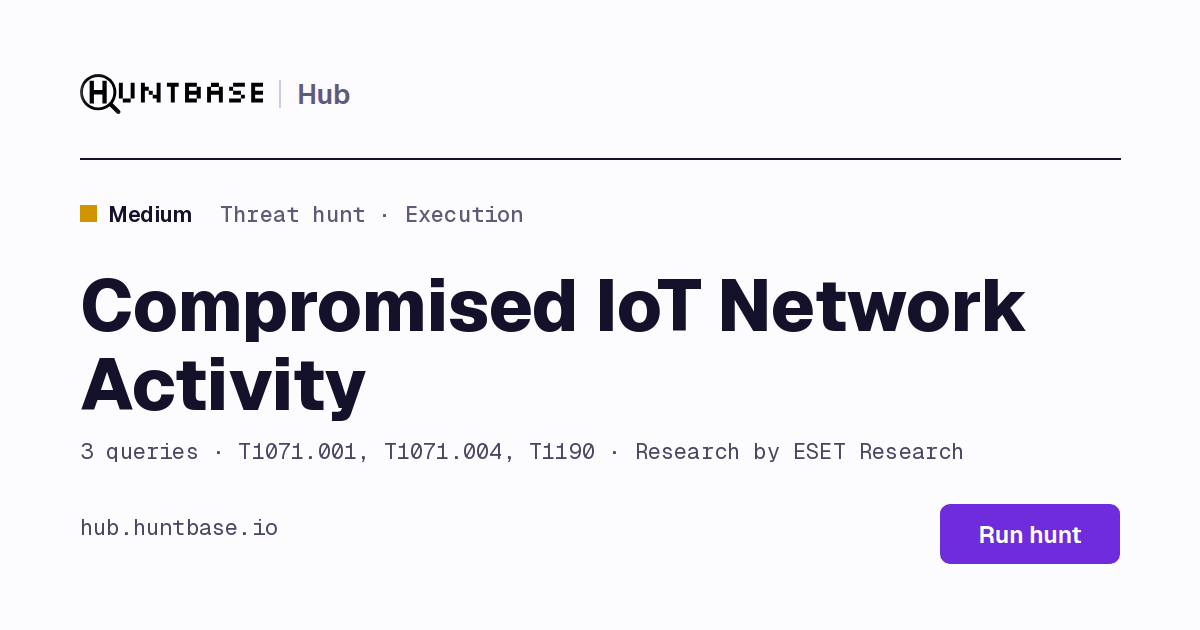 HUNTBASE Hub
Medium Threat hunt · Execution
Compromised IoT Network
Activity
3 queries · T1071.001, T1071.004, T1190 · Research by ESET Research
hub.huntbase.io
Run hunt